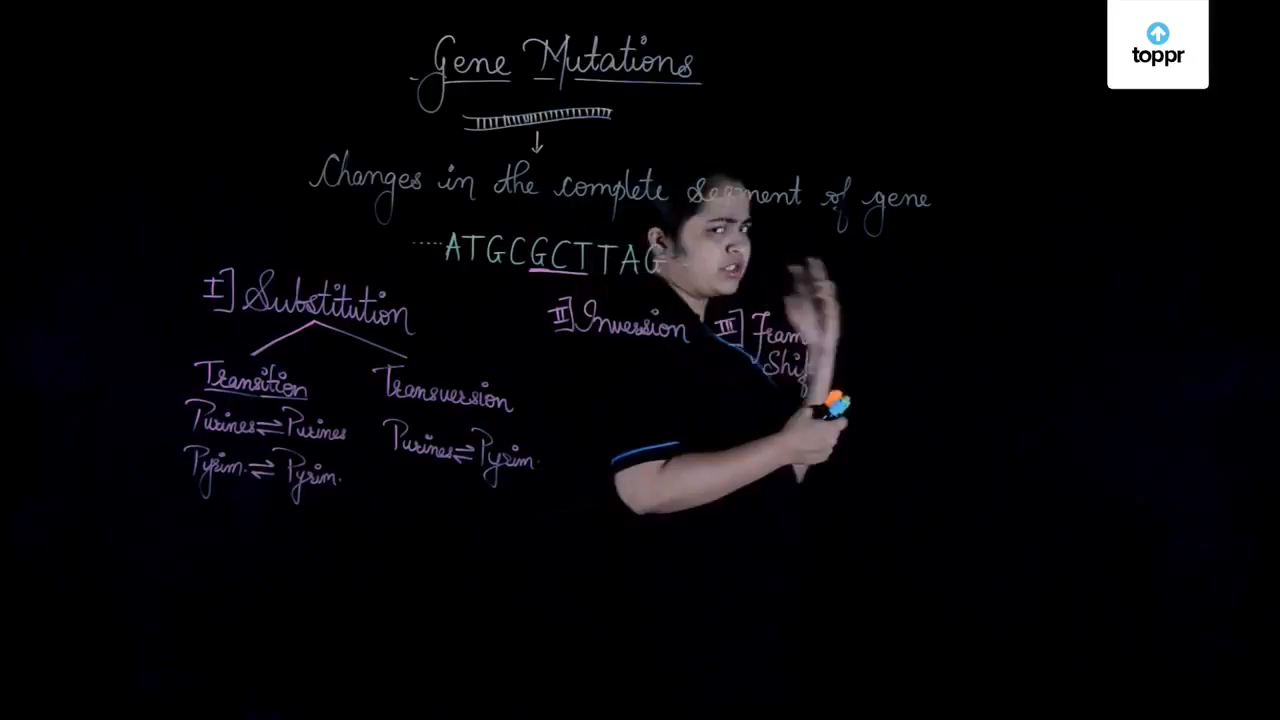 toppr
Gene Mutations
Changes in the complete segment of gene
.....ATGCGCTTAG
I] Substitution
II] Inversion
III]
Transition
Transversion
Purines ⇌ Purines
Purines ⇌ Pyrim.
Pyrim. ⇌ Pyrim.